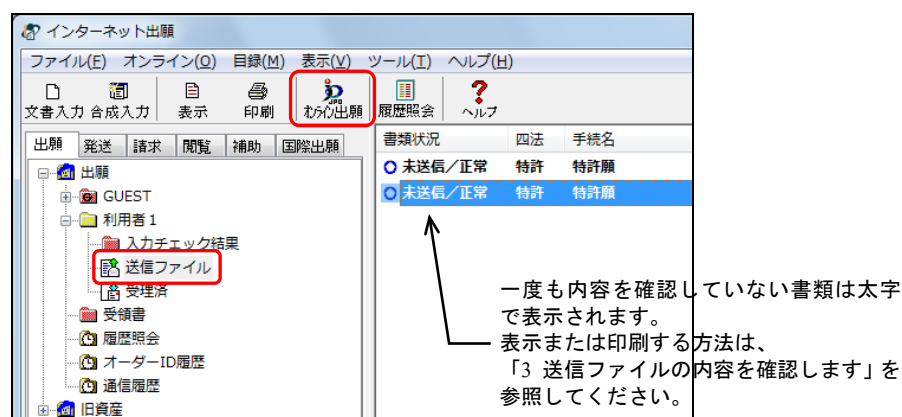 インターネット出願
ファイル(F) オンライン(O) 目録(M) 表示(V) ツール(T) ヘルプ(H)
文書入力 合成入力 表示 印刷 オンライン出願 履歴照会 ヘルプ
出願 発送 請求 閲覧 補助 国際出願
書類状況 四法 手続名
出願
未送信／正常 特許 特許願
GUEST
未送信／正常 特許 特許願
利用者１
入力チェック結果
送信ファイル
受理済
受領書
履歴照会
オーダーID履歴
通信履歴
旧資産
一度も内容を確認していない書類は太字
で表示されます。
表示または印刷する方法は、
「3 送信ファイルの内容を確認します」を
参照してください。